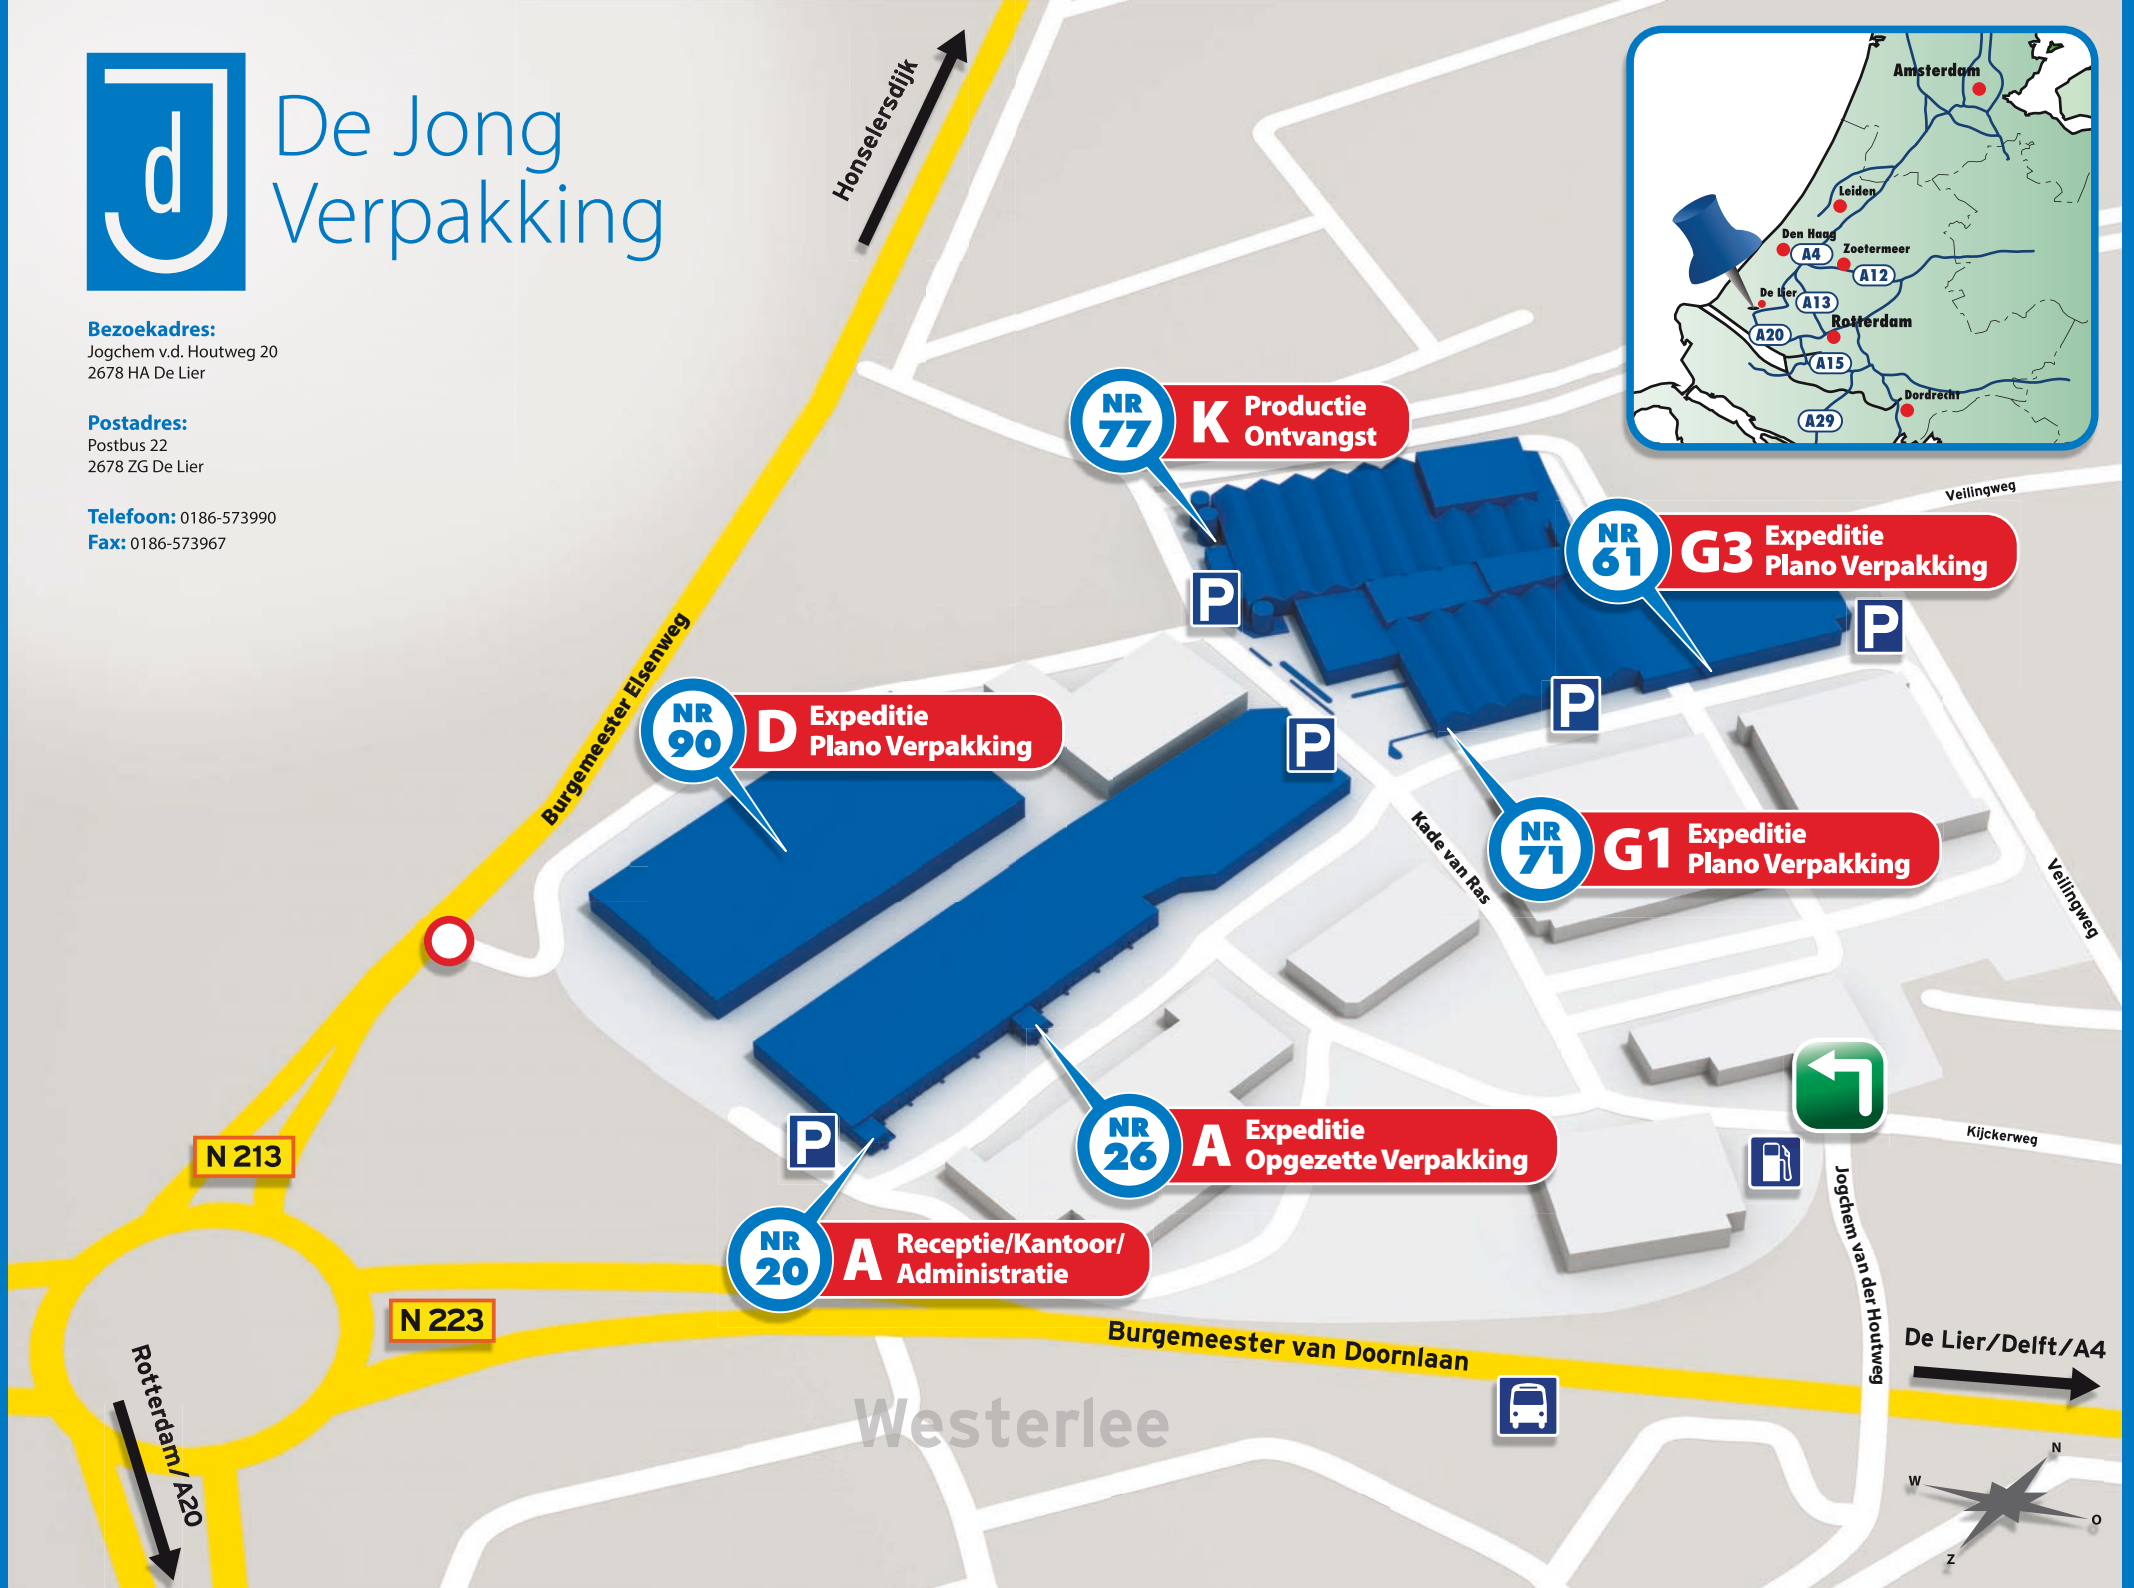 d
De Jong
Verpakking
Bezoekadres:
Jogchem v.d. Houtweg 20
2678 HA De Lier
Postadres:
Postbus 22
2678 ZG De Lier
Telefoon: 0186-573990
Fax: 0186-573967
Honselersdijk
Amsterdam
Leiden
Den Haag
A4
Zoetermeer
A12
De Lier
A13
A20
Rotterdam
A15
Dordrecht
A29
NR
77
K
Productie
Ontvangst
Veilingweg
NR
61
G3
Expeditie
Plano Verpakking
P
P
P
P
Burgemeester Elsenweg
NR
90
D
Expeditie
Plano Verpakking
NR
71
G1
Expeditie
Plano Verpakking
Kade van Ras
Veilingweg
NR
26
A
Expeditie
Opgezette Verpakking
P
NR
20
A
Receptie/Kantoor/
Administratie
Kijckerweg
Jogchem van der Houtweg
N 213
N 223
Burgemeester van Doornlaan
De Lier/Delft/A4
Rotterdam/A20
Westerlee
N
W
O
Z